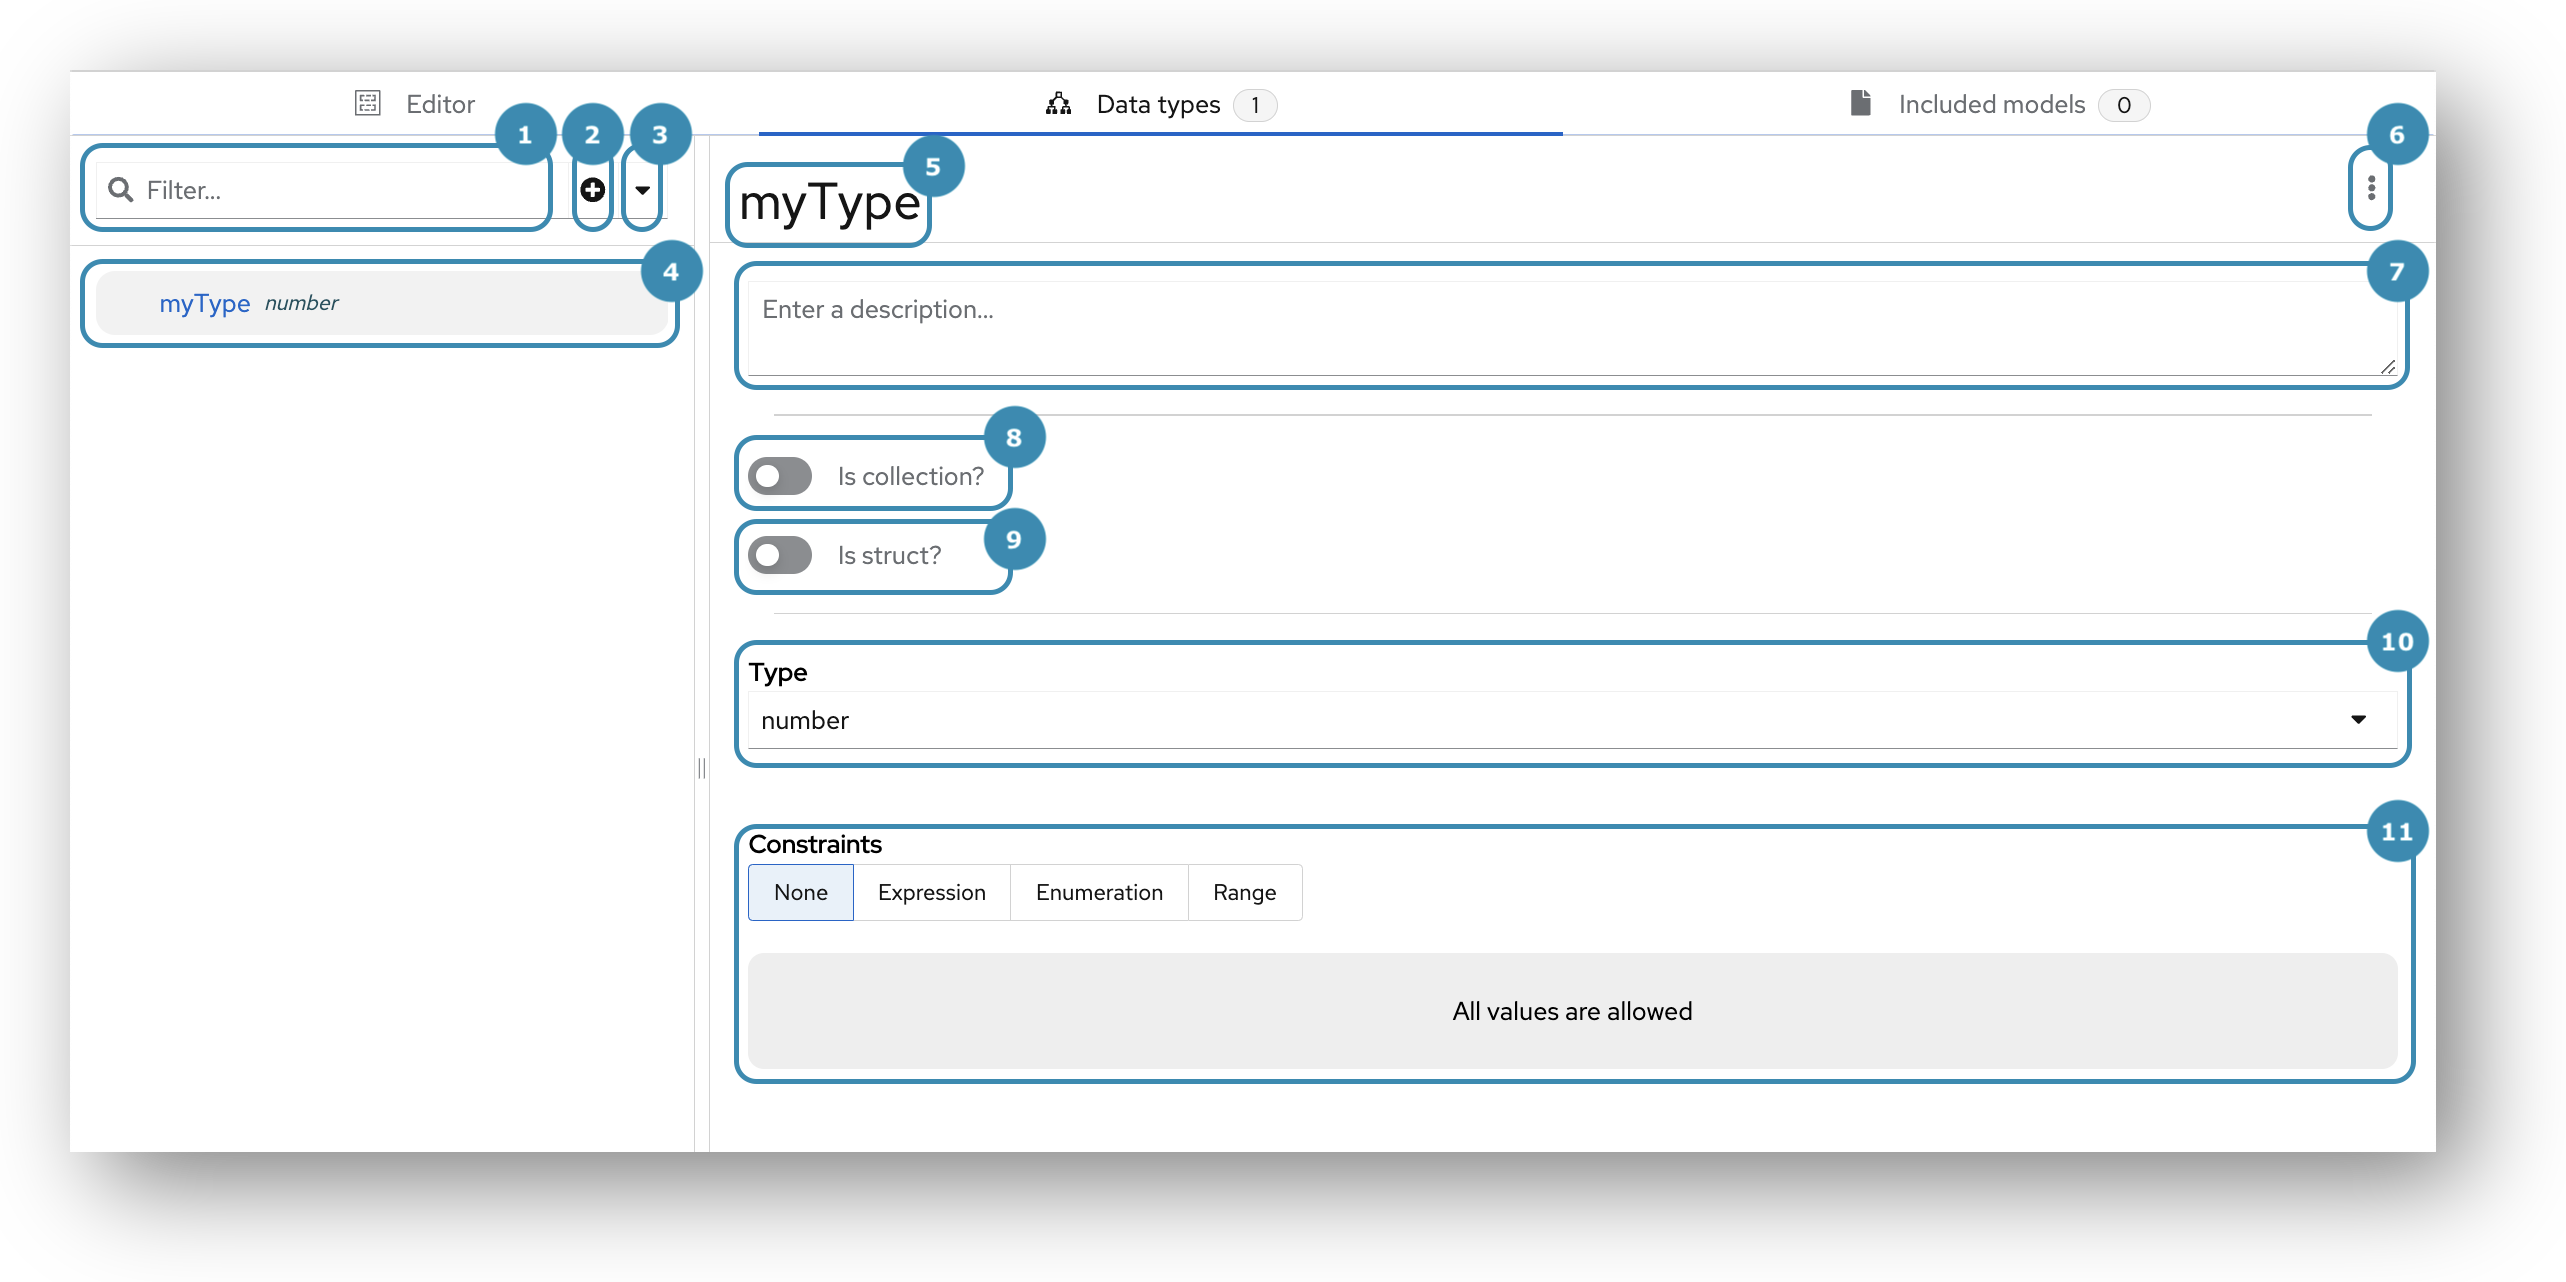 Editor
Data types 1
Included models 0
1
2
3
6
Filter...
5
myType
4
myType number
7
Enter a description...
8
Is collection?
9
Is struct?
10
Type
number
11
Constraints
None Expression Enumeration Range
All values are allowed